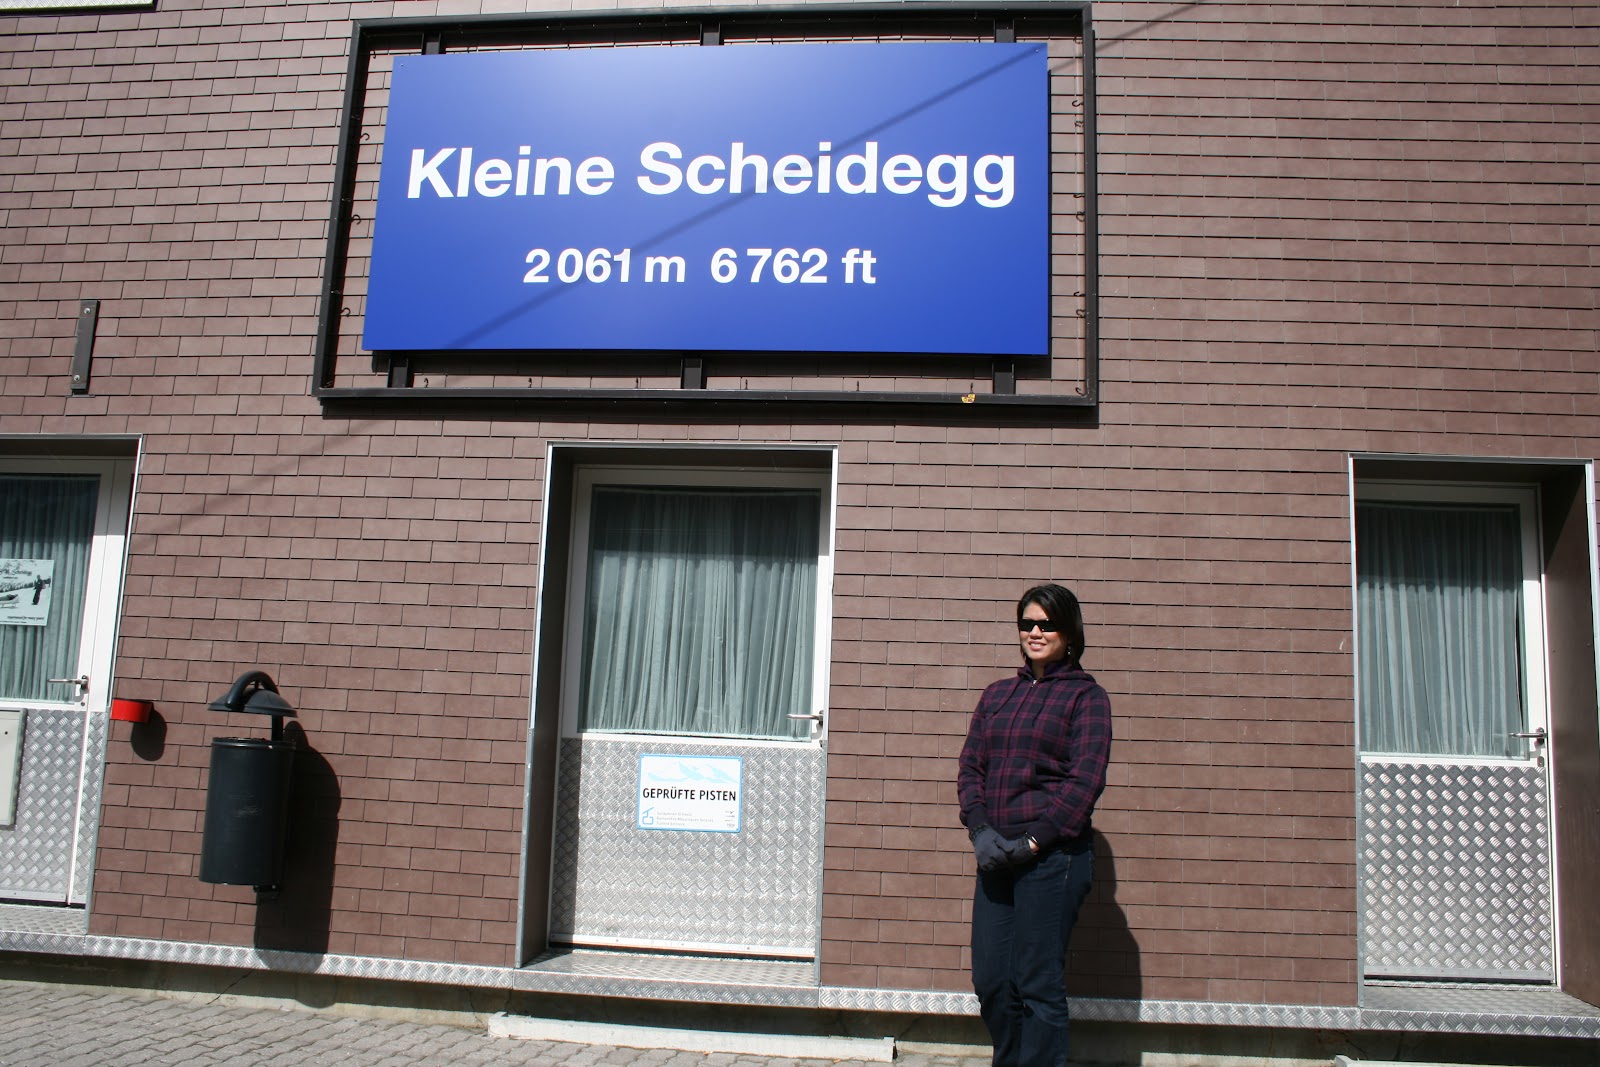 Kleine Scheidegg
2061 m 6762 ft
GEPRÜFTE PISTEN